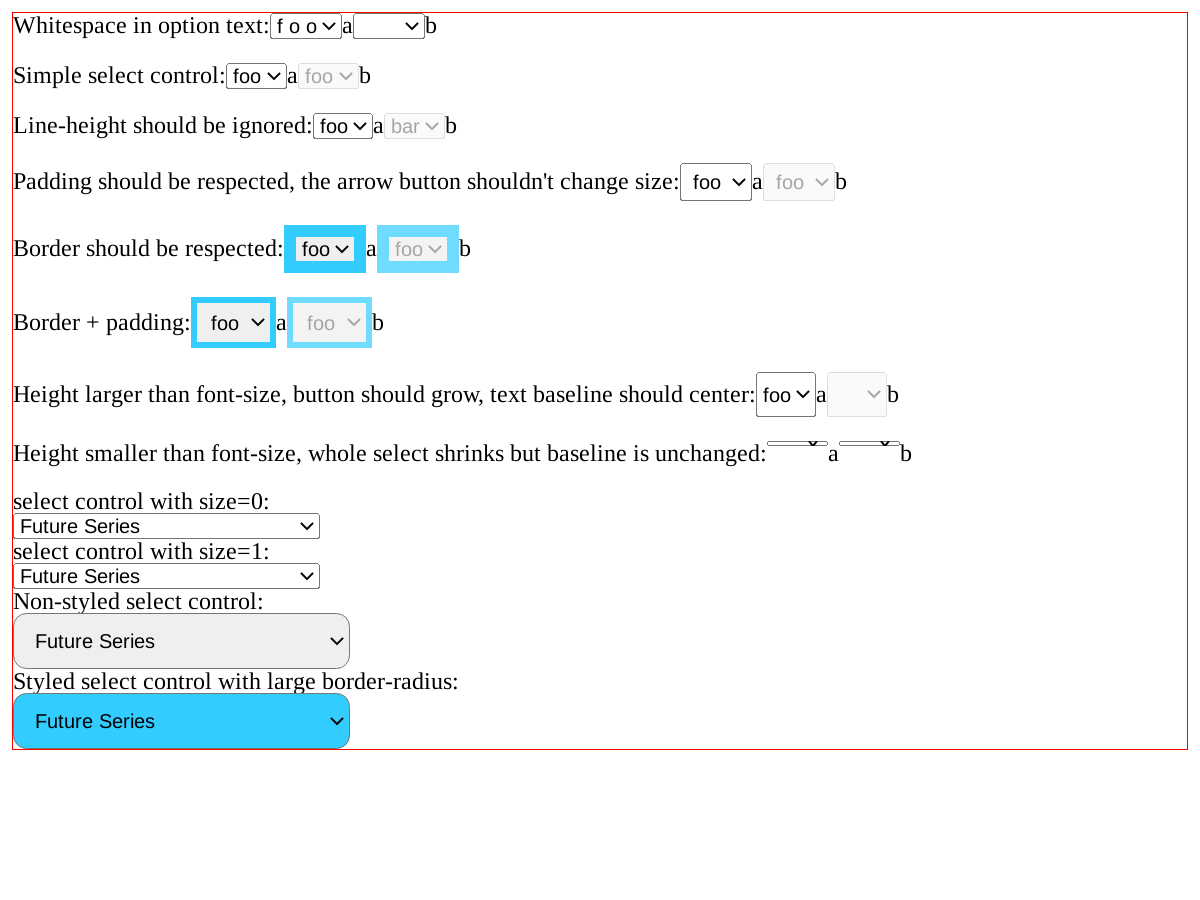 Whitespace in option text: f o o a b
Simple select control: foo a foo b
Line-height should be ignored: foo a bar b
Padding should be respected, the arrow button shouldn't change size: foo a foo b
Border should be respected: foo a foo b
Border + padding: foo a foo b
Height larger than font-size, button should grow, text baseline should center: foo a b
Height smaller than font-size, whole select shrinks but baseline is unchanged: a b
select control with size=0:
Future Series
select control with size=1:
Future Series
Non-styled select control:
Future Series
Styled select control with large border-radius:
Future Series